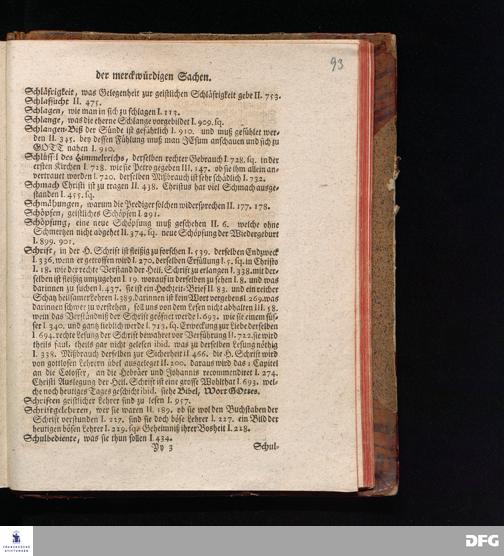 93
der merckwürdigen Sachen.
Schläfrigkeit, was Gelegenheit zur geistlichen Schläfrigkeit gebe II. 753.
Schlafsucht II. 475.
Schlagen, wie man in sich zu schlagen I. 112.
Schlange, was die eherne Schlange vorgebildet I. 909. sq.
Schlangen-Biß der Sünde ist gefährlich I. 910. und muß gefühlet wer-
den II. 345. bey dessen Fühlung muß man JEsum anschauen und sich zu
GOTT nahen I. 910.
Schlüssel des Himmelreichs, derselben rechter Gebrauch I. 728. sq. in der
ersten Kirchen I. 728. wie sie Petro gegeben III. 147. ob sie ihm allein an-
vertrauet worden I. 720. derselben Mißbrauch ist sehr schädlich I. 732.
Schmach Christi ist zu tragen II. 438. Christus hat viel Schmach ausge-
standen I. 455. sq.
Schmähungen, warum die Prediger solchen widersprechen II. 177. 178.
Schöpfen, geistliches Schöpfen I. 291.
Schöpfung, eine neue Schöpfung muß geschehen II. 6. welche ohne
Schmertzen nicht abgehet II. 374. sq. neue Schöpfung der Wiedergeburt
I. 899. 901.
Schrift, in der H. Schrift ist fleißig zu forschen I. 539. derselben Endzweck
I. 336. wenn er getroffen wird I. 270. derselben Erfüllung I. 5. sq. in Christo
I. 18. wie der rechte Verstand der Heil. Schrift zu erlangen I. 338. mit der-
selben ist fleißig umzugehen I. 19. worauf in derselben zu sehen I. 8. und was
darinnen zu suchen I. 437. sie ist ein Hochzeit-Brief II. 83. und ein reicher
Schatz heilsamer Lehren I. 389. darinnen ist kein Wort vergebens I. 269. was
darinnen schwer zu verstehen, soll uns von dem Lesen nicht abhalten III. 58.
wem das Verständniß der Schrift geöfnet werde I. 693. wie sie einem süs-
ser I. 340. und gantz lieblich werde I. 713. sq. Erweckung zur Liebe derselben
I. 694. rechte Lesung der Schrift bewahret vor Verführung II. 722. sie wird
theils faul, theils gar nicht gelesen ibid. was zu derselben Lesung nöthig
I. 338. Mißbrauch derselben zur Sicherheit II. 466. die H. Schrift wird
von gottlosen Lehrern übel ausgeleget II. 200. daraus wird das 1 Capitel
an die Colosser, an die Hebräer und Johannis recommendiret I. 274.
Christi Auslegung der Heil. Schrift ist eine grosse Wohlthat I. 693. wel-
che noch heutiges Tages geschicht ibid. siehe Bibel, Wort GOttes.
Schriften geistlicher Lehrer sind zu lesen I. 957.
Schriftgelehrten, wer sie waren II. 189. ob sie wol den Buchstaben der
Schrift verstunden I. 217. sind sie doch böse Lehrer I. 217. ein Bild der
heutigen bösen Lehrer I. 219. sqq. Geheimniß ihrer Bosheit I. 218.
Schulbediente, was sie thun sollen I. 434.
Yy 3
Schul-
FRANCKESCHE
STIFTUNGEN
DFG